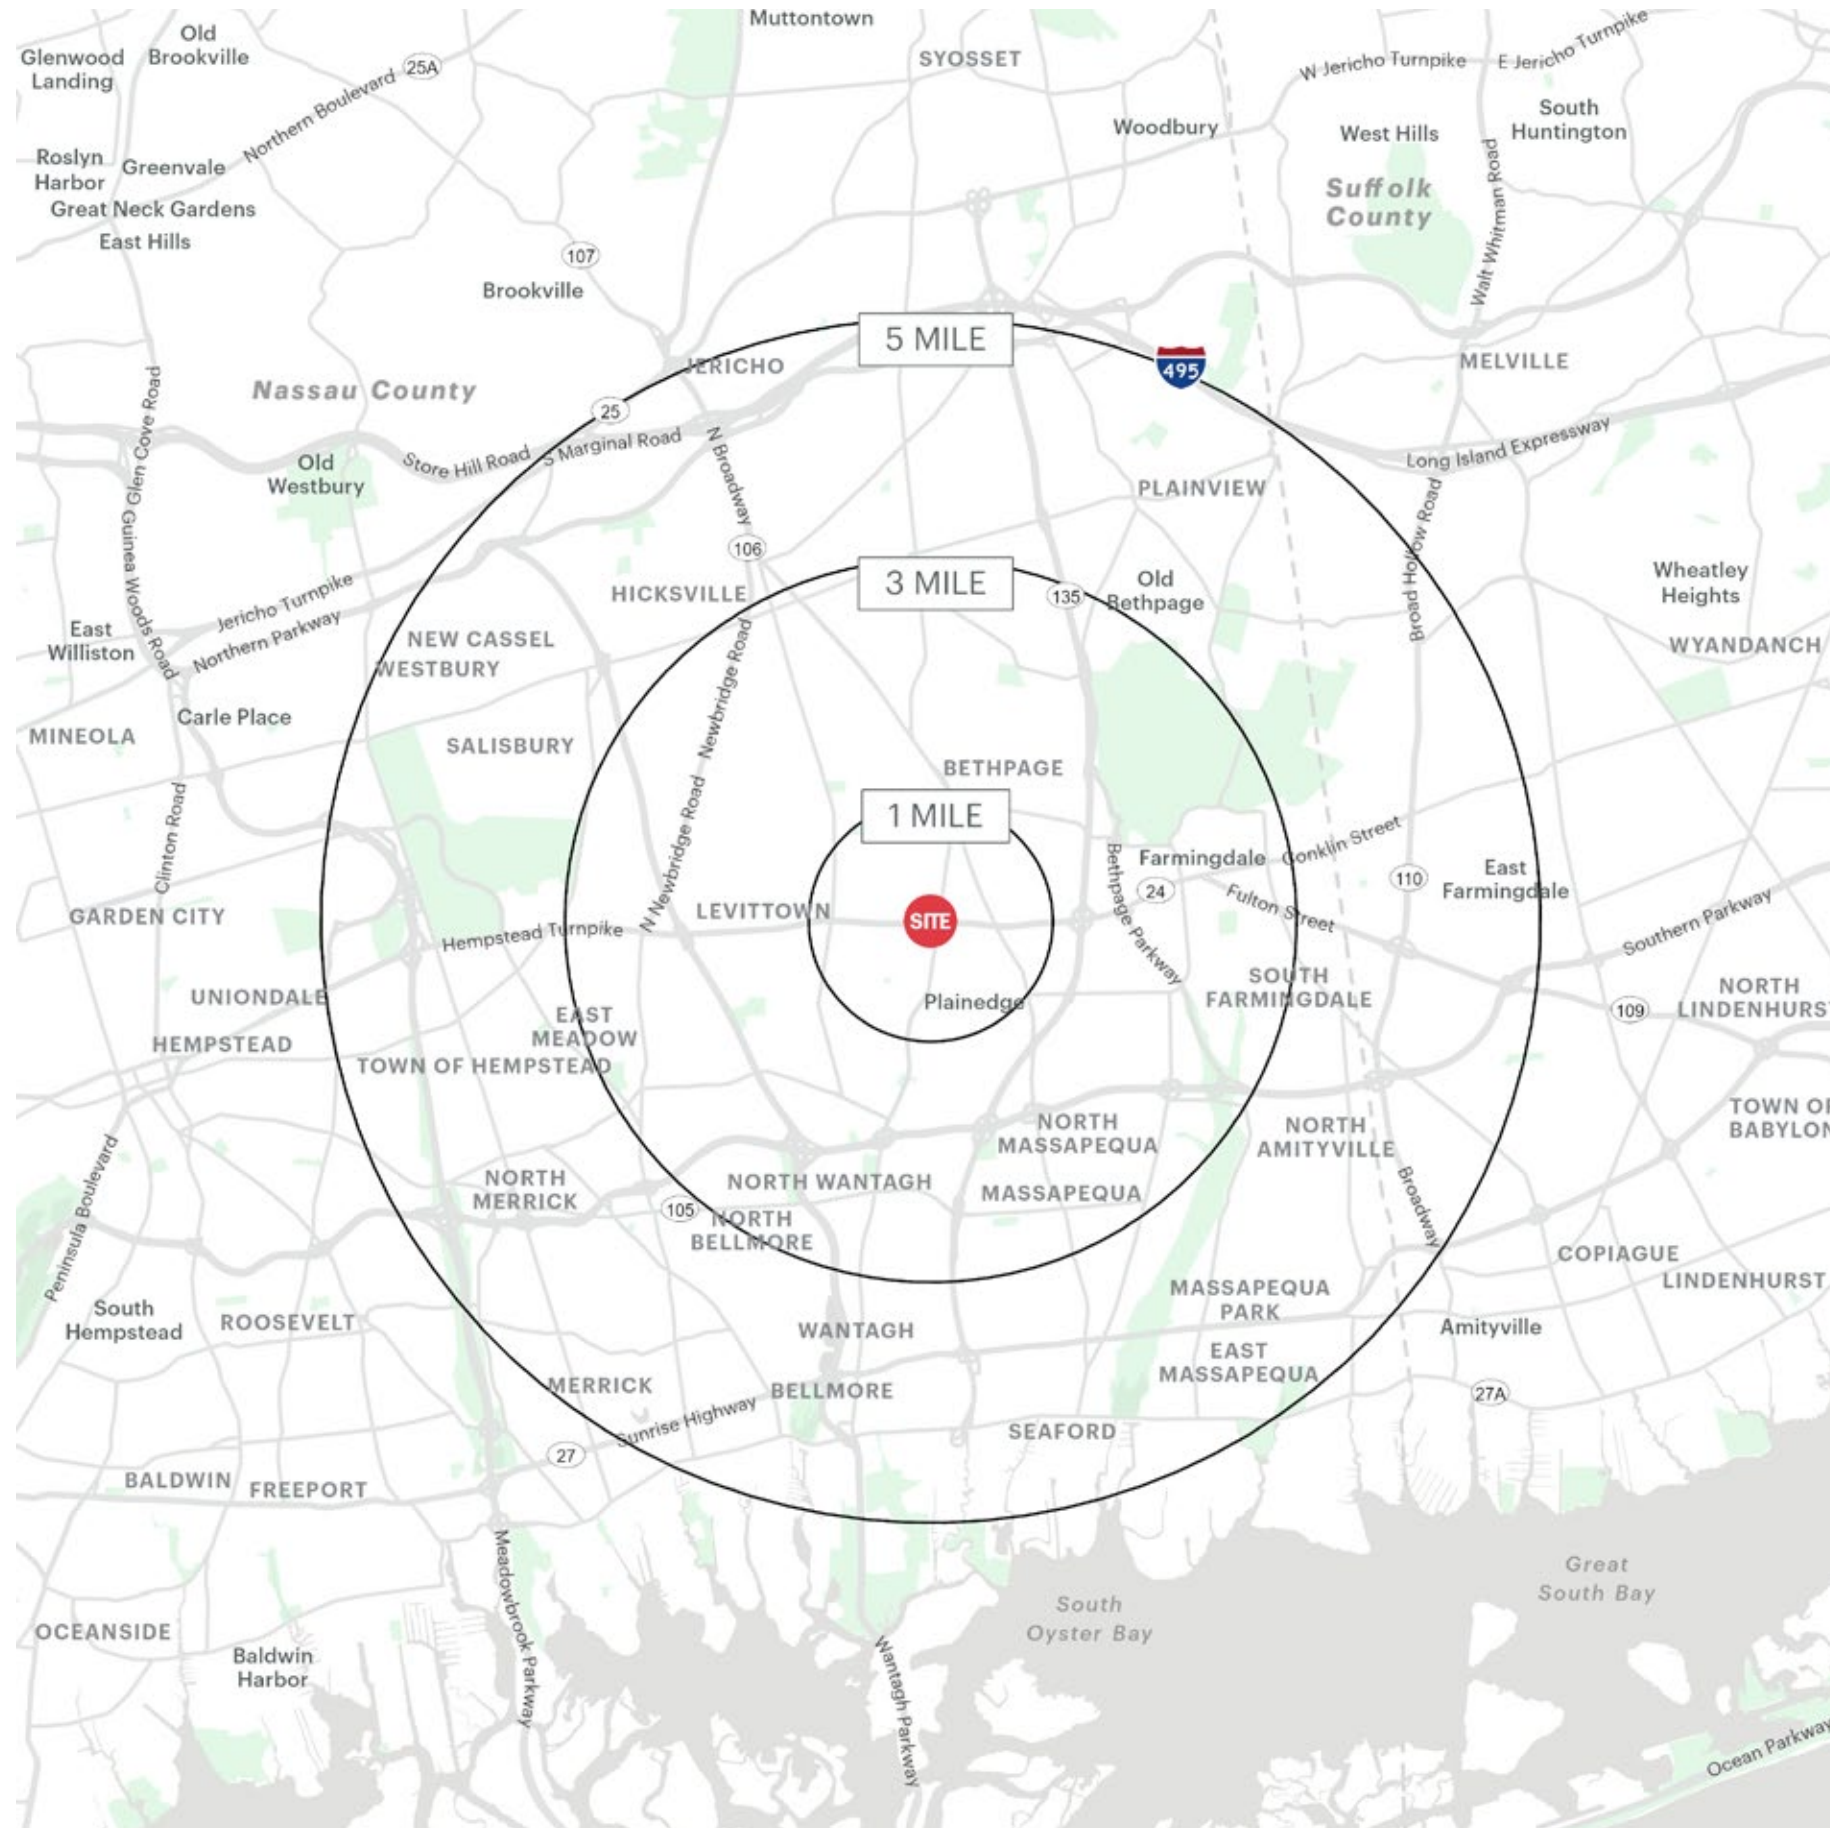 Muttontown
Old
Brookville
Glenwood
Landing
25A
Northern Boulevard
SYOSSET
W Jericho Turnpike
E Jericho Turnpike
South
Huntington
Woodbury
West Hills
Roslyn
Harbor
Greenvale
Great Neck Gardens
East Hills
Suffolk
County
Walt Whitman Road
107
Brookville
5 MILE
JERICHO
495
MELVILLE
Nassau County
25
Glen Cove Road
Guinea Woods Road
Store Hill Road
S Marginal Road
N Broadway
Old
Westbury
Long Island Expressway
PLAINVIEW
Broad Hollow Road
106
3 MILE
HICKSVILLE
135
Old
Bethpage
Wheatley
Heights
Jericho Turnpike
Northern Parkway
East
Williston
NEW CASSEL
WESTBURY
Newbridge Road
WYANDANCH
Carle Place
MINEOLA
SALISBURY
BETHPAGE
1 MILE
Clinton Road
N Newbridge Road
Bethpage Parkway
Farmingdale
Conklin Street
24
110
East
Farmingdale
Fulton Street
GARDEN CITY
LEVITTOWN
SITE
Hempstead Turnpike
Southern Parkway
SOUTH
FARMINGDALE
UNIONDALE
Plainedge
109
NORTH
LINDENHURS
EAST
MEADOW
HEMPSTEAD
TOWN OF HEMPSTEAD
TOWN OF
BABYLON
NORTH
MASSAPEQUA
NORTH
AMITYVILLE
Peninsula Boulevard
NORTH
MERRICK
NORTH WANTAGH
MASSAPEQUA
Broadway
105
NORTH
BELLMORE
COPIAGUE
LINDENHURST
MASSAPEQUA
PARK
South
Hempstead
ROOSEVELT
WANTAGH
Amityville
EAST
MASSAPEQUA
MERRICK
BELLMORE
27A
Sunrise Highway
SEAFORD
27
BALDWIN
FREEPORT
Meadowbrook Parkway
Great
South Bay
South
Oyster Bay
OCEANSIDE
Baldwin
Harbor
Wantagh Parkway
Ocean Parkway